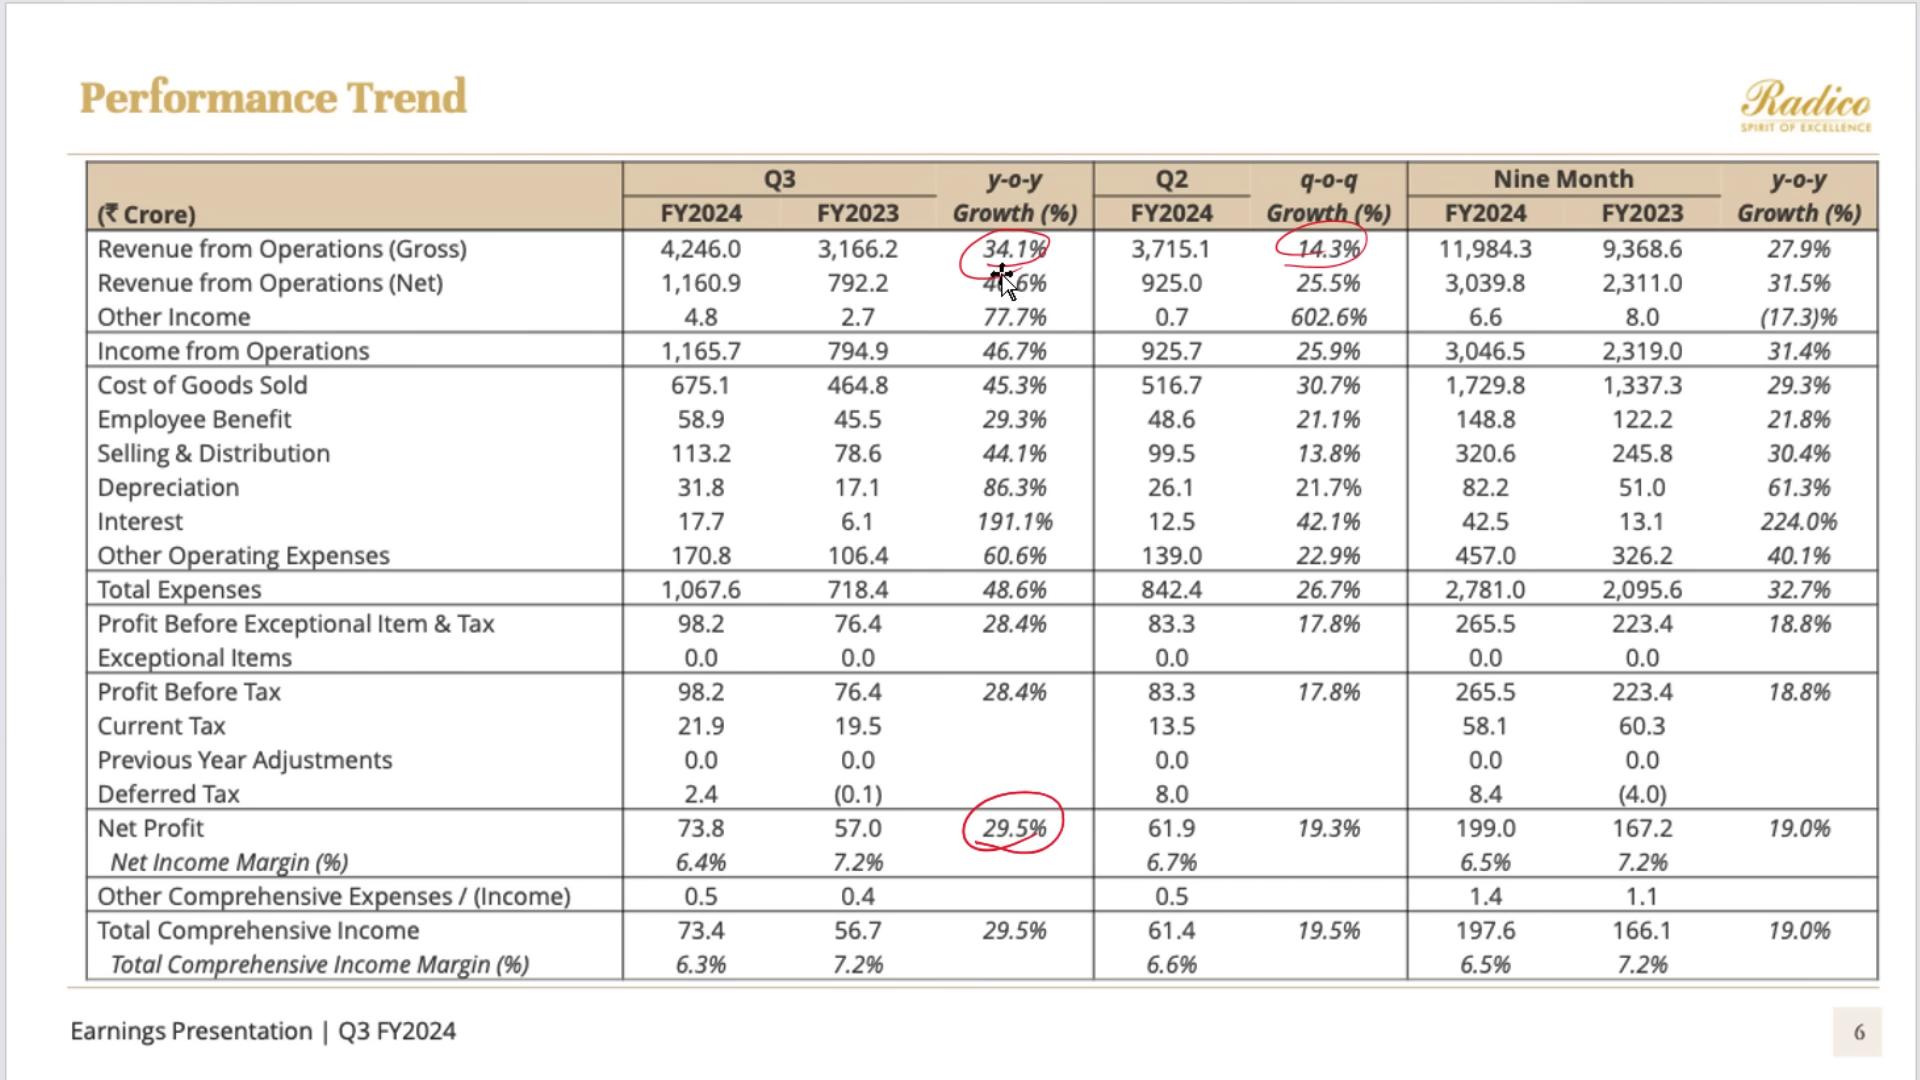 Performance Trend
Radico
SPIRIT OF EXCELLENCE
Q3 y-o-y Q2 q-o-q Nine Month y-o-y
(₹ Crore) FY2024 FY2023 Growth (%) FY2024 Growth (%) FY2024 FY2023 Growth (%)
Revenue from Operations (Gross) 4,246.0 3,166.2 34.1% 3,715.1 14.3% 11,984.3 9,368.6 27.9%
Revenue from Operations (Net) 1,160.9 792.2 925.0 25.5% 3,039.8 2,311.0 31.5%
Other Income 4.8 2.7 77.7% 0.7 602.6% 6.6 8.0 (17.3)%
Income from Operations 1,165.7 794.9 46.7% 925.7 25.9% 3,046.5 2,319.0 31.4%
Cost of Goods Sold 675.1 464.8 45.3% 516.7 30.7% 1,729.8 1,337.3 29.3%
Employee Benefit 58.9 45.5 29.3% 48.6 21.1% 148.8 122.2 21.8%
Selling & Distribution 113.2 78.6 44.1% 99.5 13.8% 320.6 245.8 30.4%
Depreciation 31.8 17.1 86.3% 26.1 21.7% 82.2 51.0 61.3%
Interest 17.7 6.1 191.1% 12.5 42.1% 42.5 13.1 224.0%
Other Operating Expenses 170.8 106.4 60.6% 139.0 22.9% 457.0 326.2 40.1%
Total Expenses 1,067.6 718.4 48.6% 842.4 26.7% 2,781.0 2,095.6 32.7%
Profit Before Exceptional Item & Tax 98.2 76.4 28.4% 83.3 17.8% 265.5 223.4 18.8%
Exceptional Items 0.0 0.0 0.0 0.0 0.0
Profit Before Tax 98.2 76.4 28.4% 83.3 17.8% 265.5 223.4 18.8%
Current Tax 21.9 19.5 13.5 58.1 60.3
Previous Year Adjustments 0.0 0.0 0.0 0.0 0.0
Deferred Tax 2.4 (0.1) 8.0 8.4 (4.0)
Net Profit 73.8 57.0 29.5% 61.9 19.3% 199.0 167.2 19.0%
Net Income Margin (%) 6.4% 7.2% 6.7% 6.5% 7.2%
Other Comprehensive Expenses / (Income) 0.5 0.4 0.5 1.4 1.1
Total Comprehensive Income 73.4 56.7 29.5% 61.4 19.5% 197.6 166.1 19.0%
Total Comprehensive Income Margin (%) 6.3% 7.2% 6.6% 6.5% 7.2%
Earnings Presentation | Q3 FY2024
6